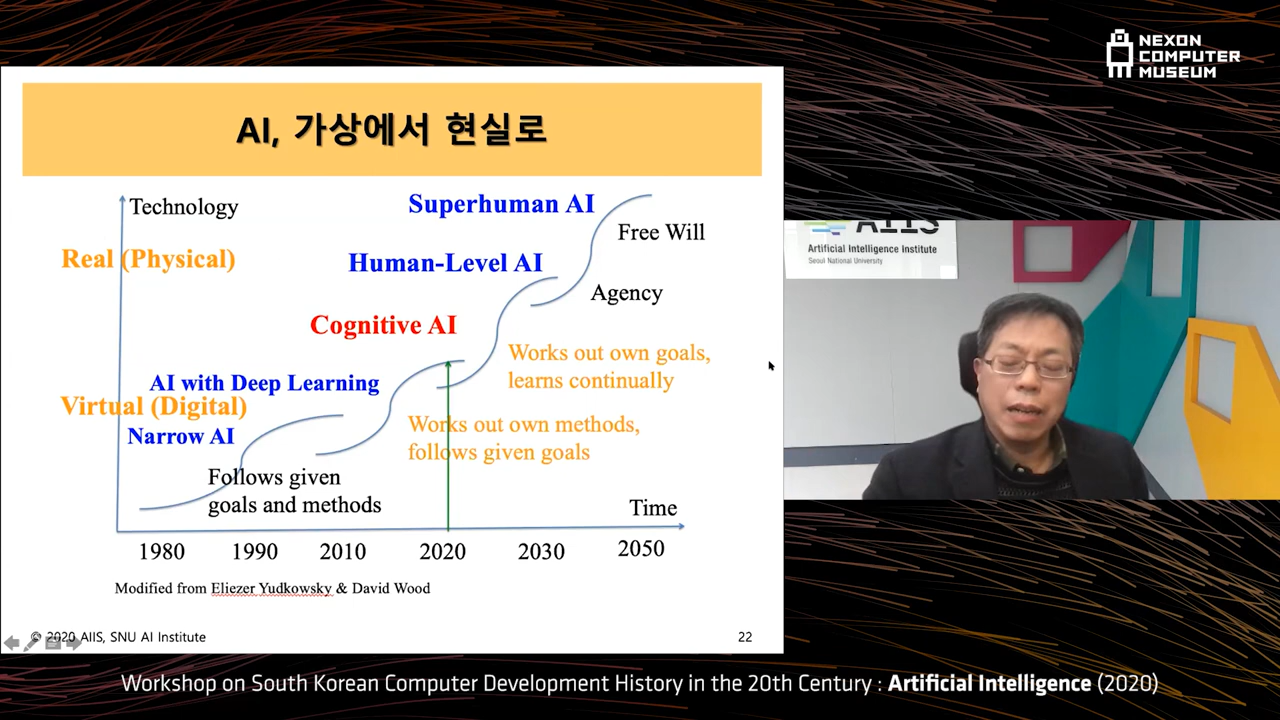 NEXON
COMPUTER
MUSEUM
AI, 가상에서 현실로
Technology
Superhuman AI
Free Will
Real (Physical)
Human-Level AI
Agency
Cognitive AI
Works out own goals,
learns continually
AI with Deep Learning
Virtual (Digital)
Narrow AI
Works out own methods,
follows given goals
Follows given
goals and methods
Time
1980 1990 2010 2020 2030 2050
Modified from Eliezer Yudkowsky & David Wood
© 2020 AIIS, SNU AI Institute
22
AIIS
Artificial Intelligence Institute
Seoul National University
Workshop on South Korean Computer Development History in the 20th Century : Artificial Intelligence (2020)